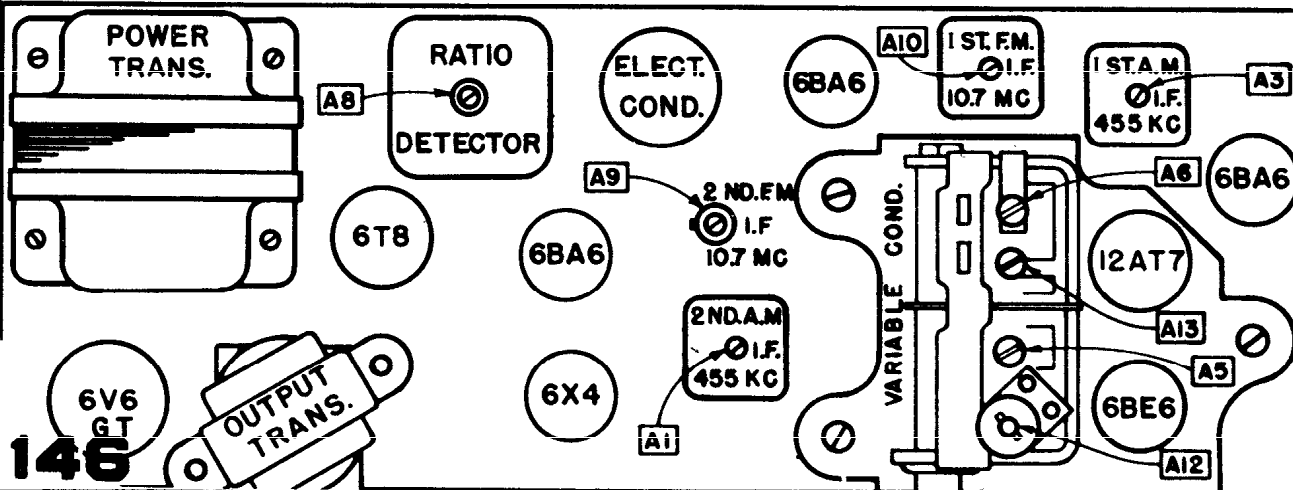 POWER
TRANS.
RATIO
DETECTOR
A8
ELECT.
COND.
6BA6
A10
1 ST. F.M.
I.F.
10.7 MC
1 ST. A.M
I.F.
455 KC
A3
A9
2 ND. F.M
I.F
10.7 MC
A6
6BA6
6T8
6BA6
VARIABLE COND.
12AT7
2 ND. A.M
I.F.
455 KC
A13
A5
6V6
GT
OUTPUT
TRANS.
6X4
A1
6BE6
A12
146